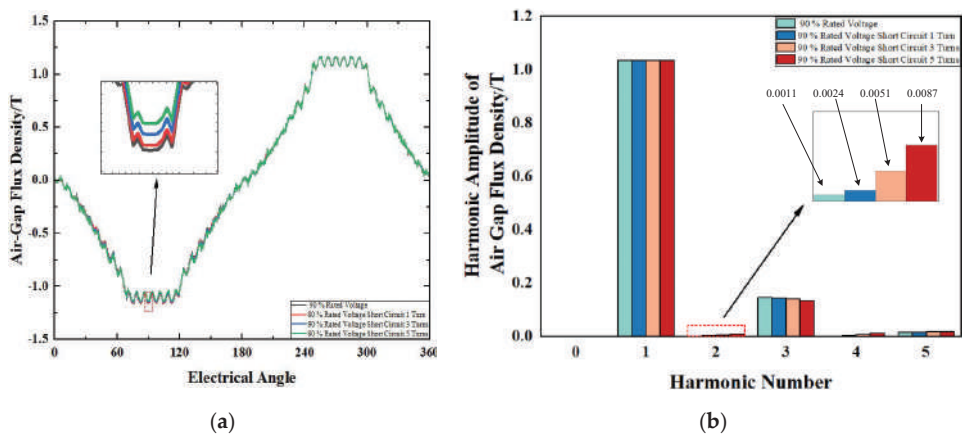 1.5
1.0
0.5
0.0
-0.5
-1.0
-1.5
Air-Gap Flux Density/T
0 60 120 180 240 300 360
Electrical Angle
90 % Rated Voltage
90 % Rated Voltage Short Circuit 1 Turn
90 % Rated Voltage Short Circuit 3 Turns
90 % Rated Voltage Short Circuit 5 Turns
(a)
1.2
1.0
0.8
0.6
0.4
0.2
0.0
Harmonic Amplitude of
Air Gap Flux Density/T
90 % Rated Voltage
90 % Rated Voltage Short Circuit 1 Turn
90 % Rated Voltage Short Circuit 3 Turns
90 % Rated Voltage Short Circuit 5 Turns
0.0011 0.0024 0.0051 0.0087
0 1 2 3 4 5
Harmonic Number
(b)